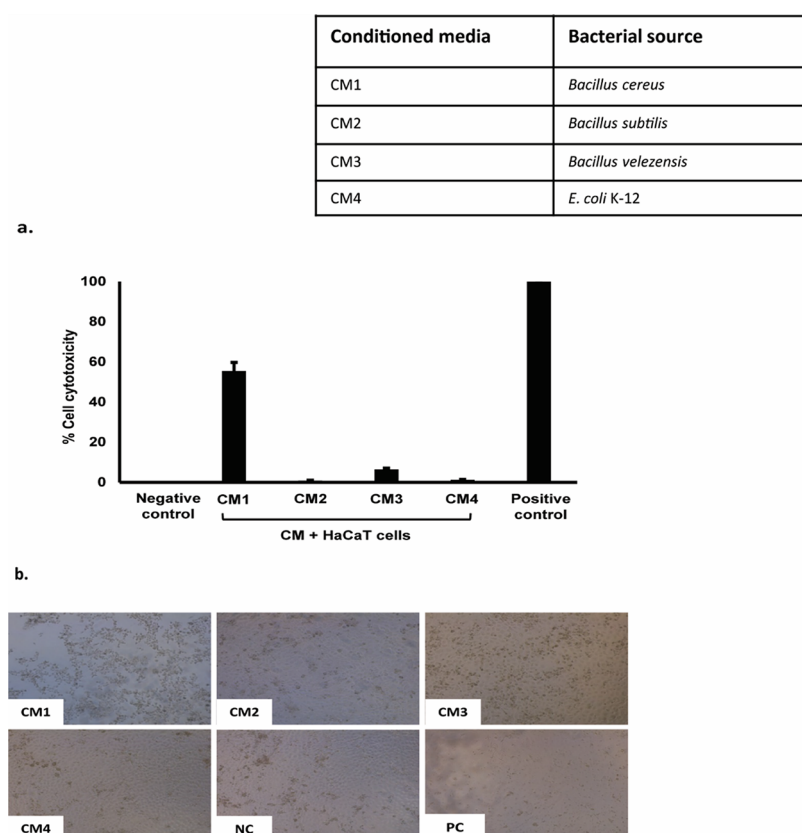 Conditioned media Bacterial source
CM1 Bacillus cereus
CM2 Bacillus subtilis
CM3 Bacillus velezensis
CM4 E. coli K-12
a.
% Cell cytotoxicity
100
80
60
40
20
0
Negative control CM1 CM2 CM3 CM4 Positive control
CM + HaCaT cells
b.
CM1 CM2 CM3
CM4 NC PC